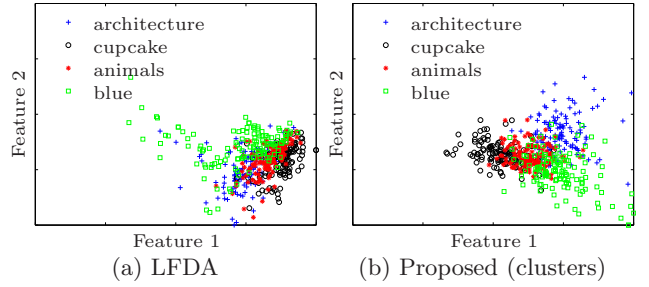 architecture
cupcake
animals
blue
Feature 2
Feature 1
(a) LFDA
architecture
cupcake
animals
blue
Feature 2
Feature 1
(b) Proposed (clusters)